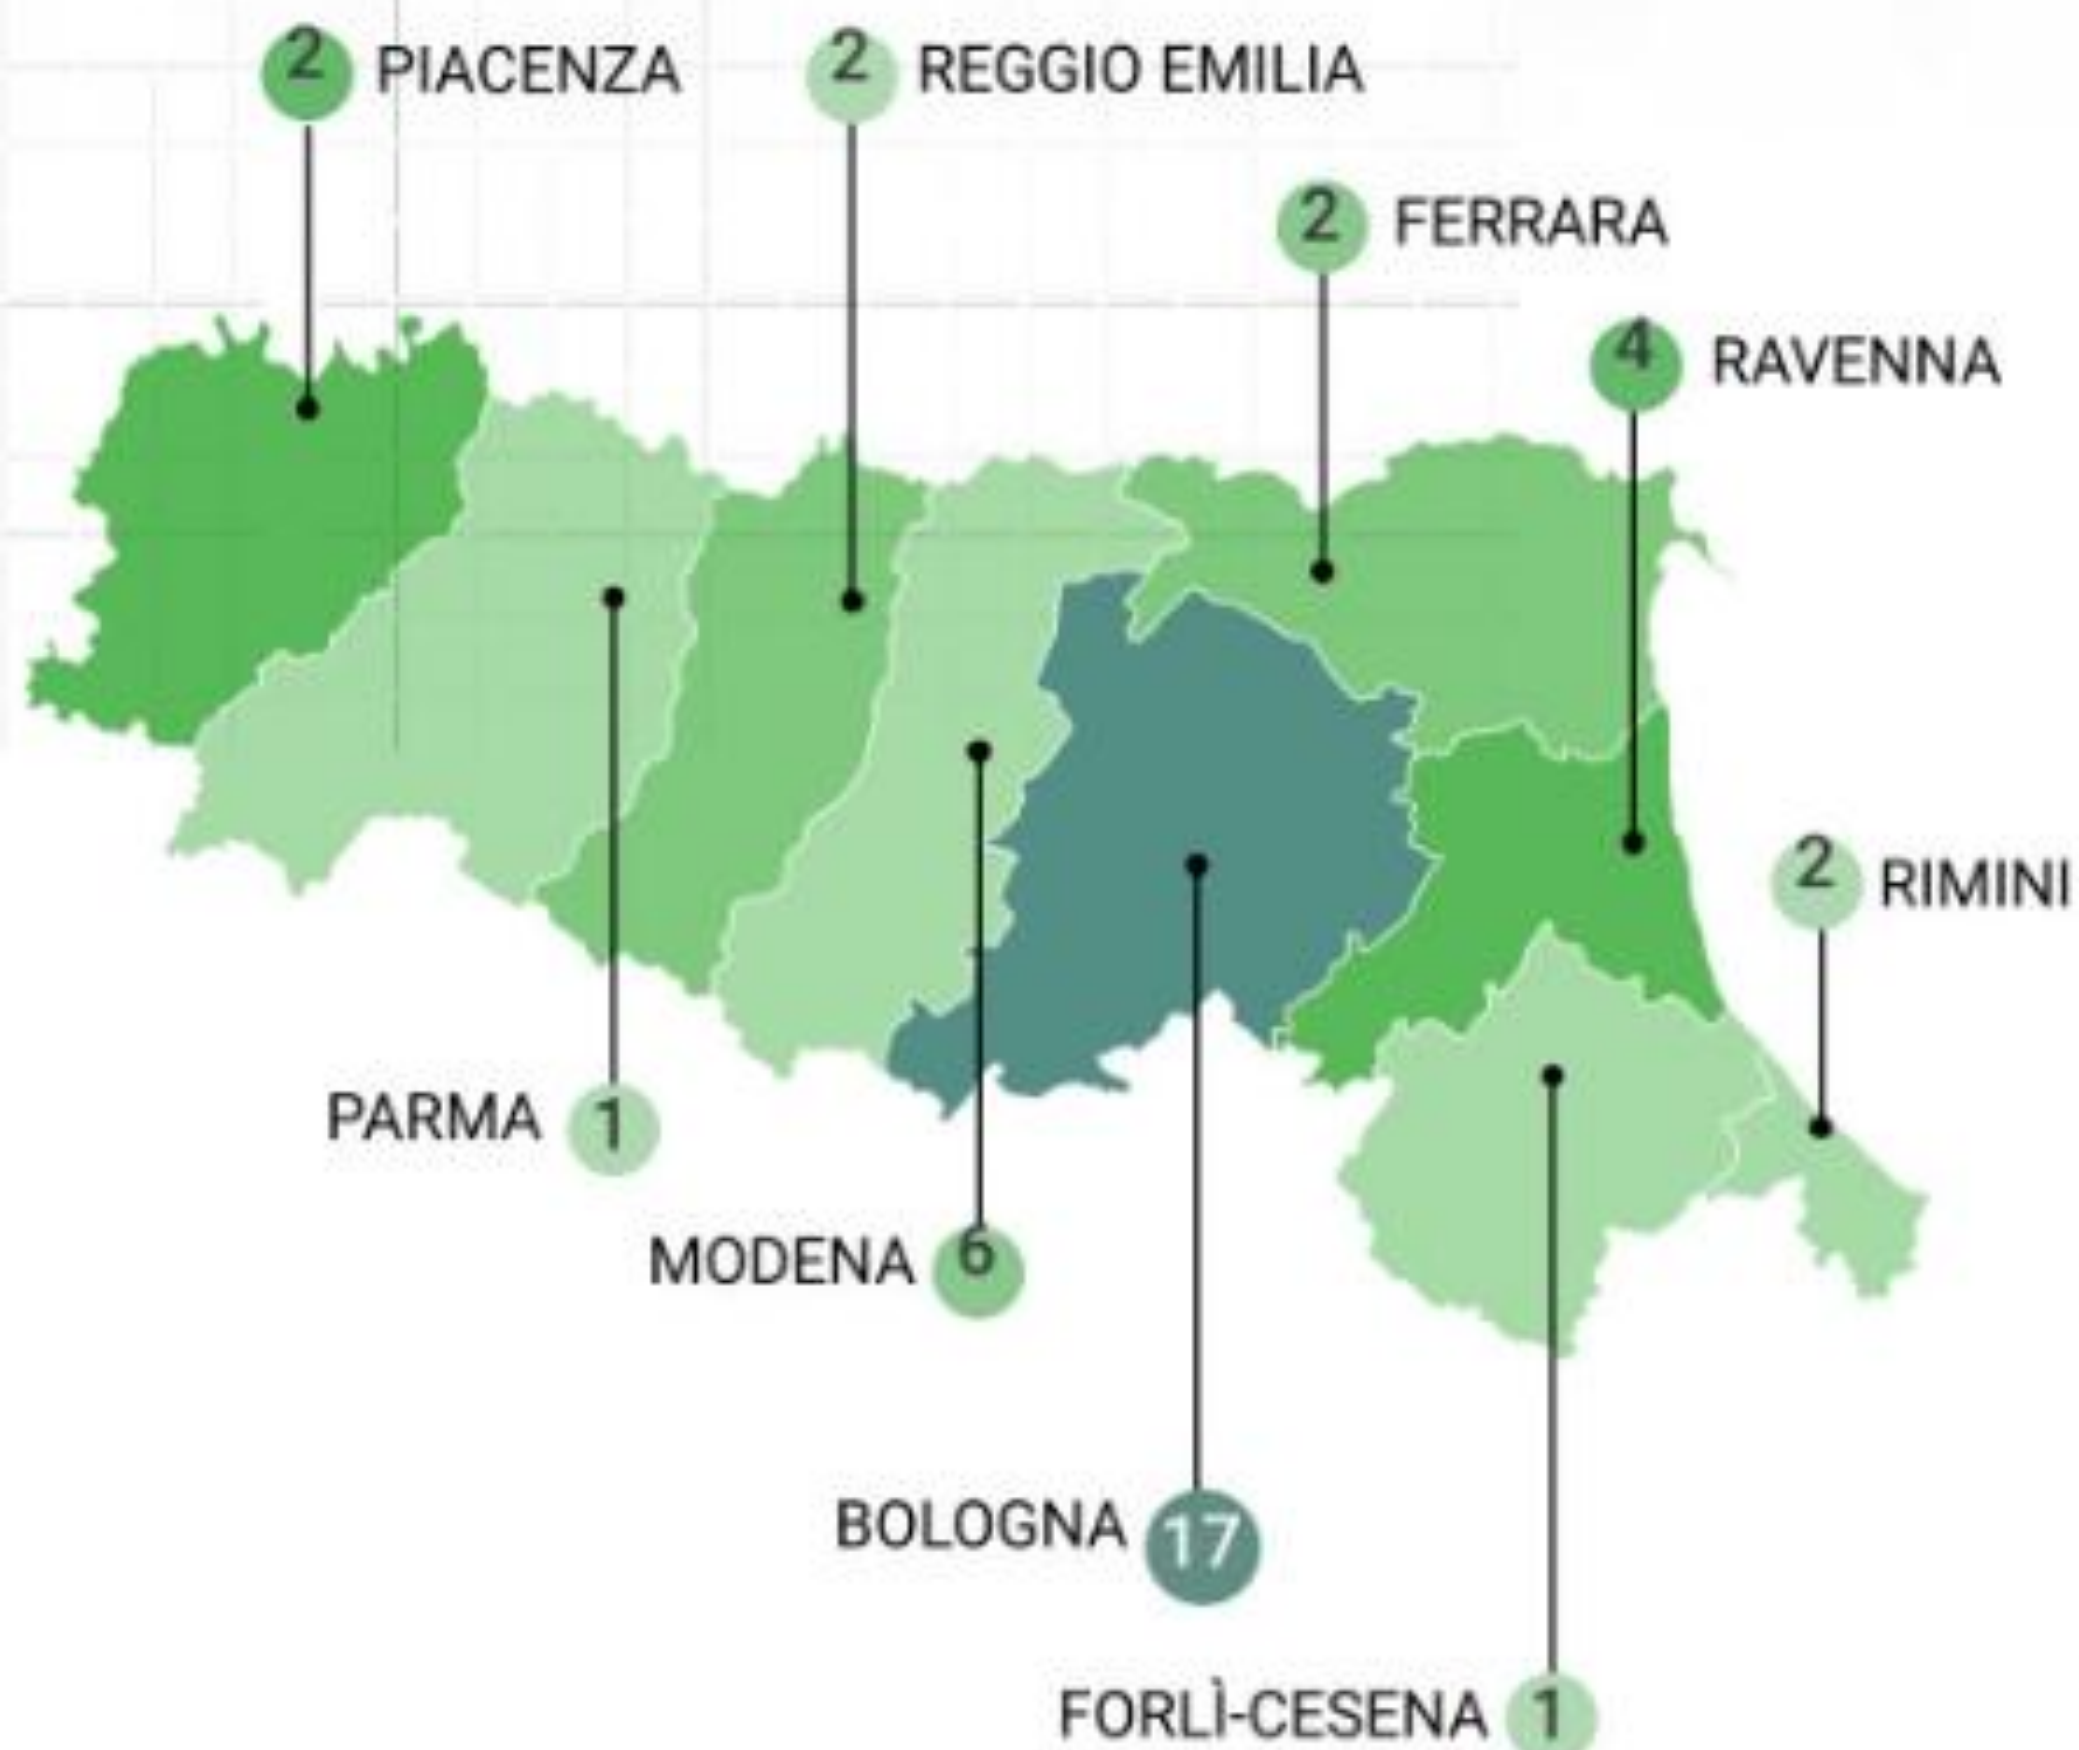 2 PIACENZA
2 REGGIO EMILIA
2 FERRARA
4 RAVENNA
2 RIMINI
PARMA 1
MODENA 6
BOLOGNA 17
FORLÌ-CESENA 1